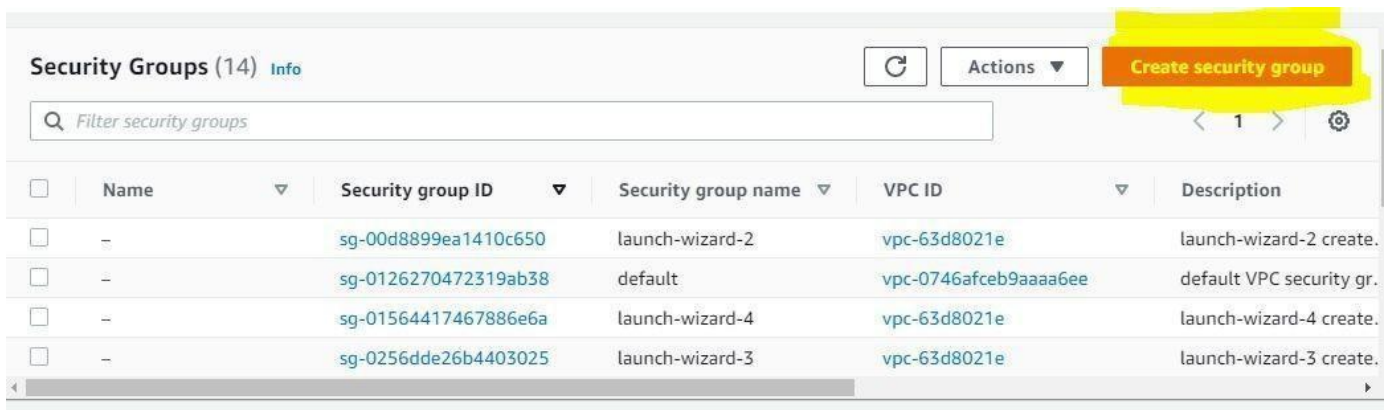 Security Groups (14) Info
Actions Create security group
Filter security groups
1
Name Security group ID Security group name VPC ID Description
– sg-00d8899ea1410c650 launch-wizard-2 vpc-63d8021e launch-wizard-2 create.
– sg-0126270472319ab38 default vpc-0746afceb9aaaa6ee default VPC security gr.
– sg-01564417467886e6a launch-wizard-4 vpc-63d8021e launch-wizard-4 create.
– sg-0256dde26b4403025 launch-wizard-3 vpc-63d8021e launch-wizard-3 create.